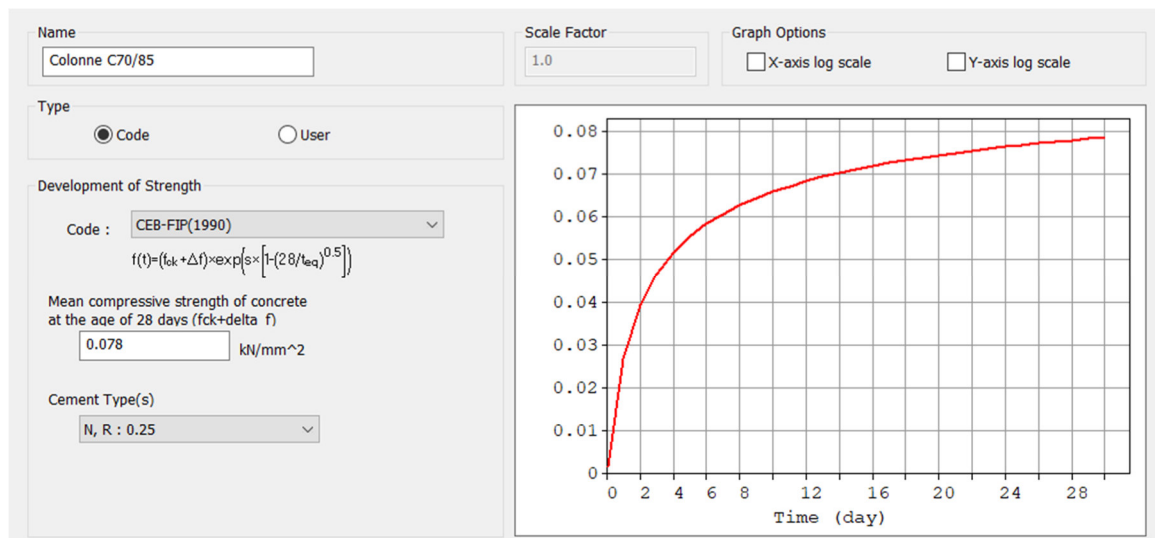 Name
Colonne C70/85
Scale Factor
1.0
Graph Options
X-axis log scale
Y-axis log scale
Type
Code
User
Development of Strength
Code :
CEB-FIP(1990)
f(t)=(fck+Δf)×exp{s×[1-(28/teq)^0.5]}
Mean compressive strength of concrete
at the age of 28 days (fck+delta f)
0.078
kN/mm^2
Cement Type(s)
N, R : 0.25
0.08
0.07
0.06
0.05
0.04
0.03
0.02
0.01
0
0 2 4 6 8 12 16 20 24 28
Time (day)